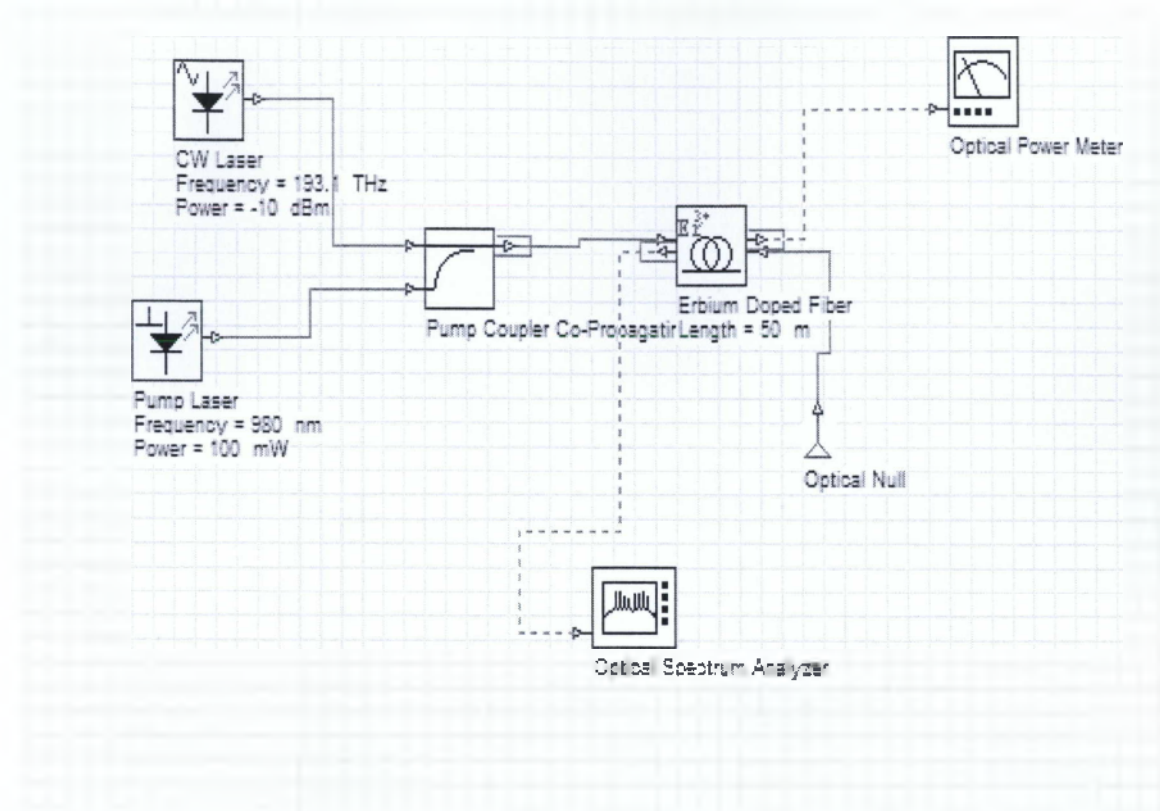 CW Laser
Frequency = 193.1 THz
Power = -10 dBm
Optical Power Meter
Erbium Doped Fiber
Pump Coupler Co-Propagatin Length = 50 m
Pump Laser
Frequency = 980 nm
Power = 100 mW
Optical Null
Optical Spectrum Analyzer